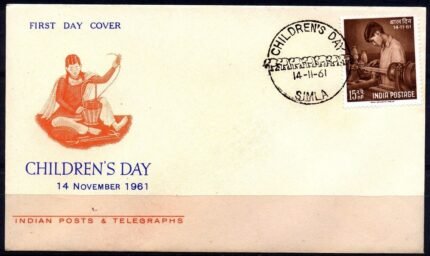 FIRST DAY COVER
CHILDREN'S DAY
14-11-61
SIMLA
बाल दिन
14-11-61
15 न.पै.
NP
INDIA POSTAGE
CHILDREN'S DAY
14 NOVEMBER 1961
INDIAN POSTS & TELEGRAPHS